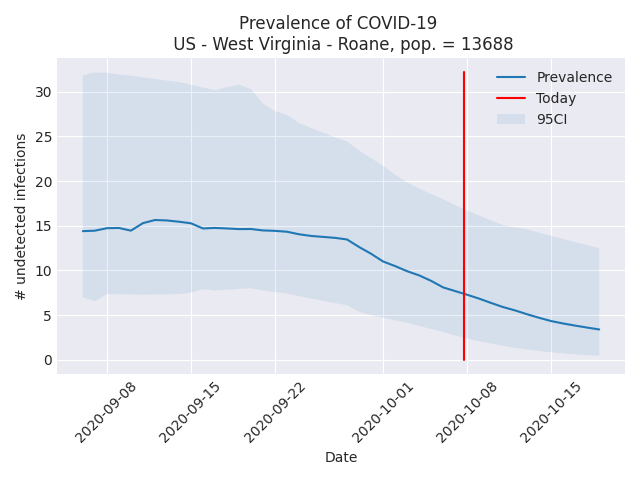 Prevalence of COVID-19
US - West Virginia - Roane, pop. = 13688
Prevalence
Today
95CI
# undetected infections
30
25
20
15
10
5
0
2020-09-08
2020-09-15
2020-09-22
2020-10-01
2020-10-08
2020-10-15
Date